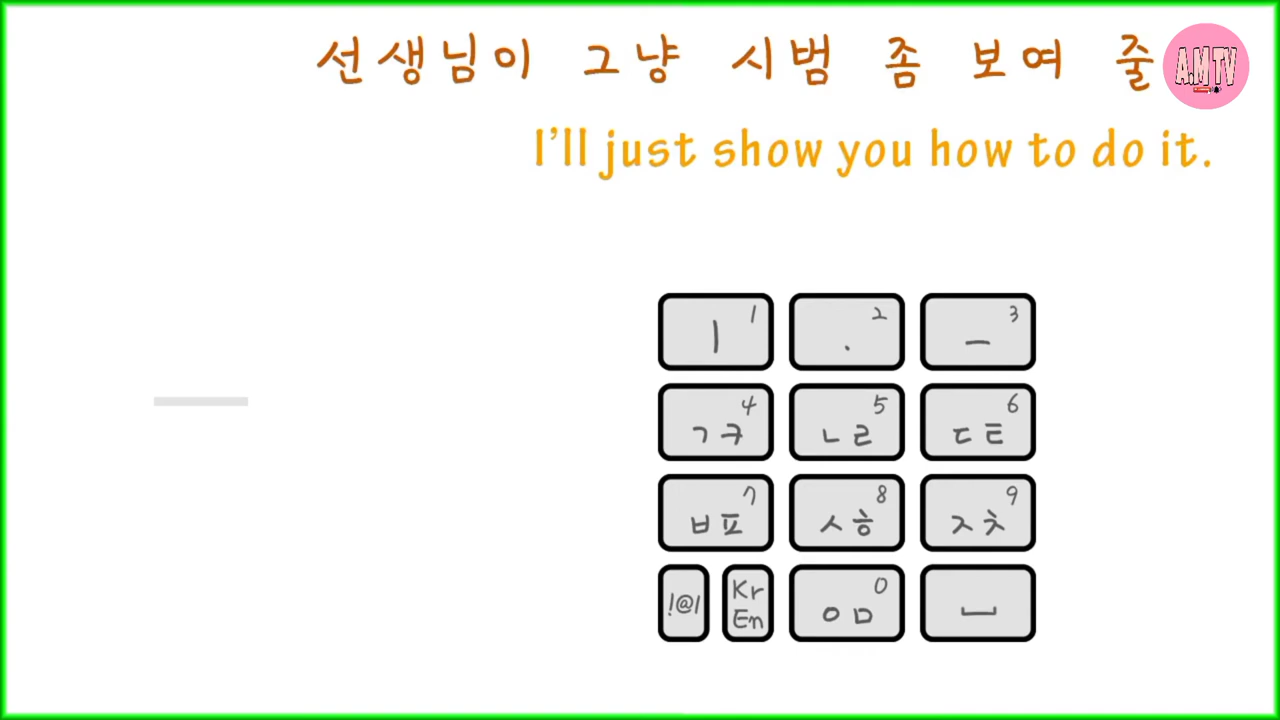 선생님이 그냥 시범 좀 보여 줄
A.M TV
I'll just show you how to do it.
ㅣ 1
. 2
ㅡ 3
ㄱㅋ 4
ㄴㄹ 5
ㄷㅌ 6
ㅂㅍ 7
ㅅㅎ 8
ㅈㅊ 9
!@1
Kr
En
ㅇㅁ 0